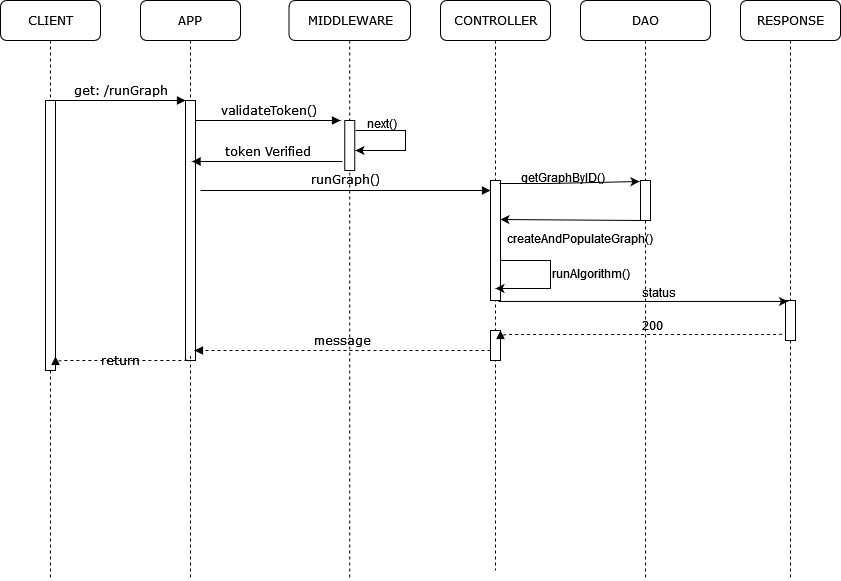 CLIENT
APP
MIDDLEWARE
CONTROLLER
DAO
RESPONSE
get: /runGraph
validateToken()
next()
token Verified
runGraph()
getGraphByID()
createAndPopulateGraph()
runAlgorithm()
status
200
message
return